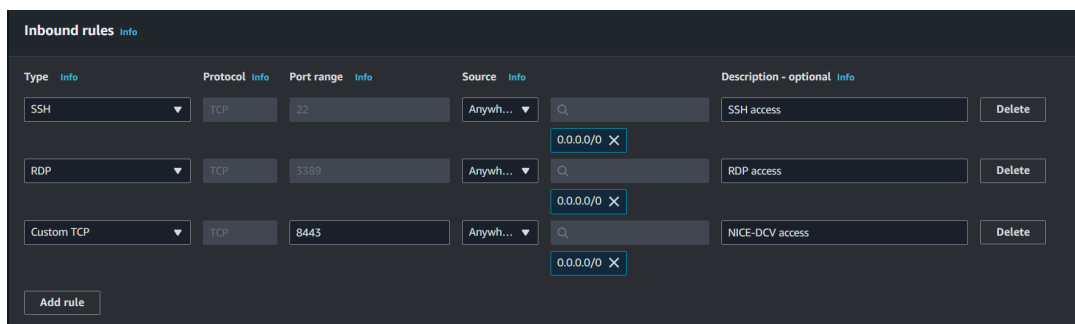 Inbound rules Info
Type Info Protocol Info Port range Info Source Info Description - optional Info
SSH TCP 22 Anywh... SSH access Delete
0.0.0.0/0
RDP TCP 3389 Anywh... RDP access Delete
0.0.0.0/0
Custom TCP TCP 8443 Anywh... NICE-DCV access Delete
0.0.0.0/0
Add rule